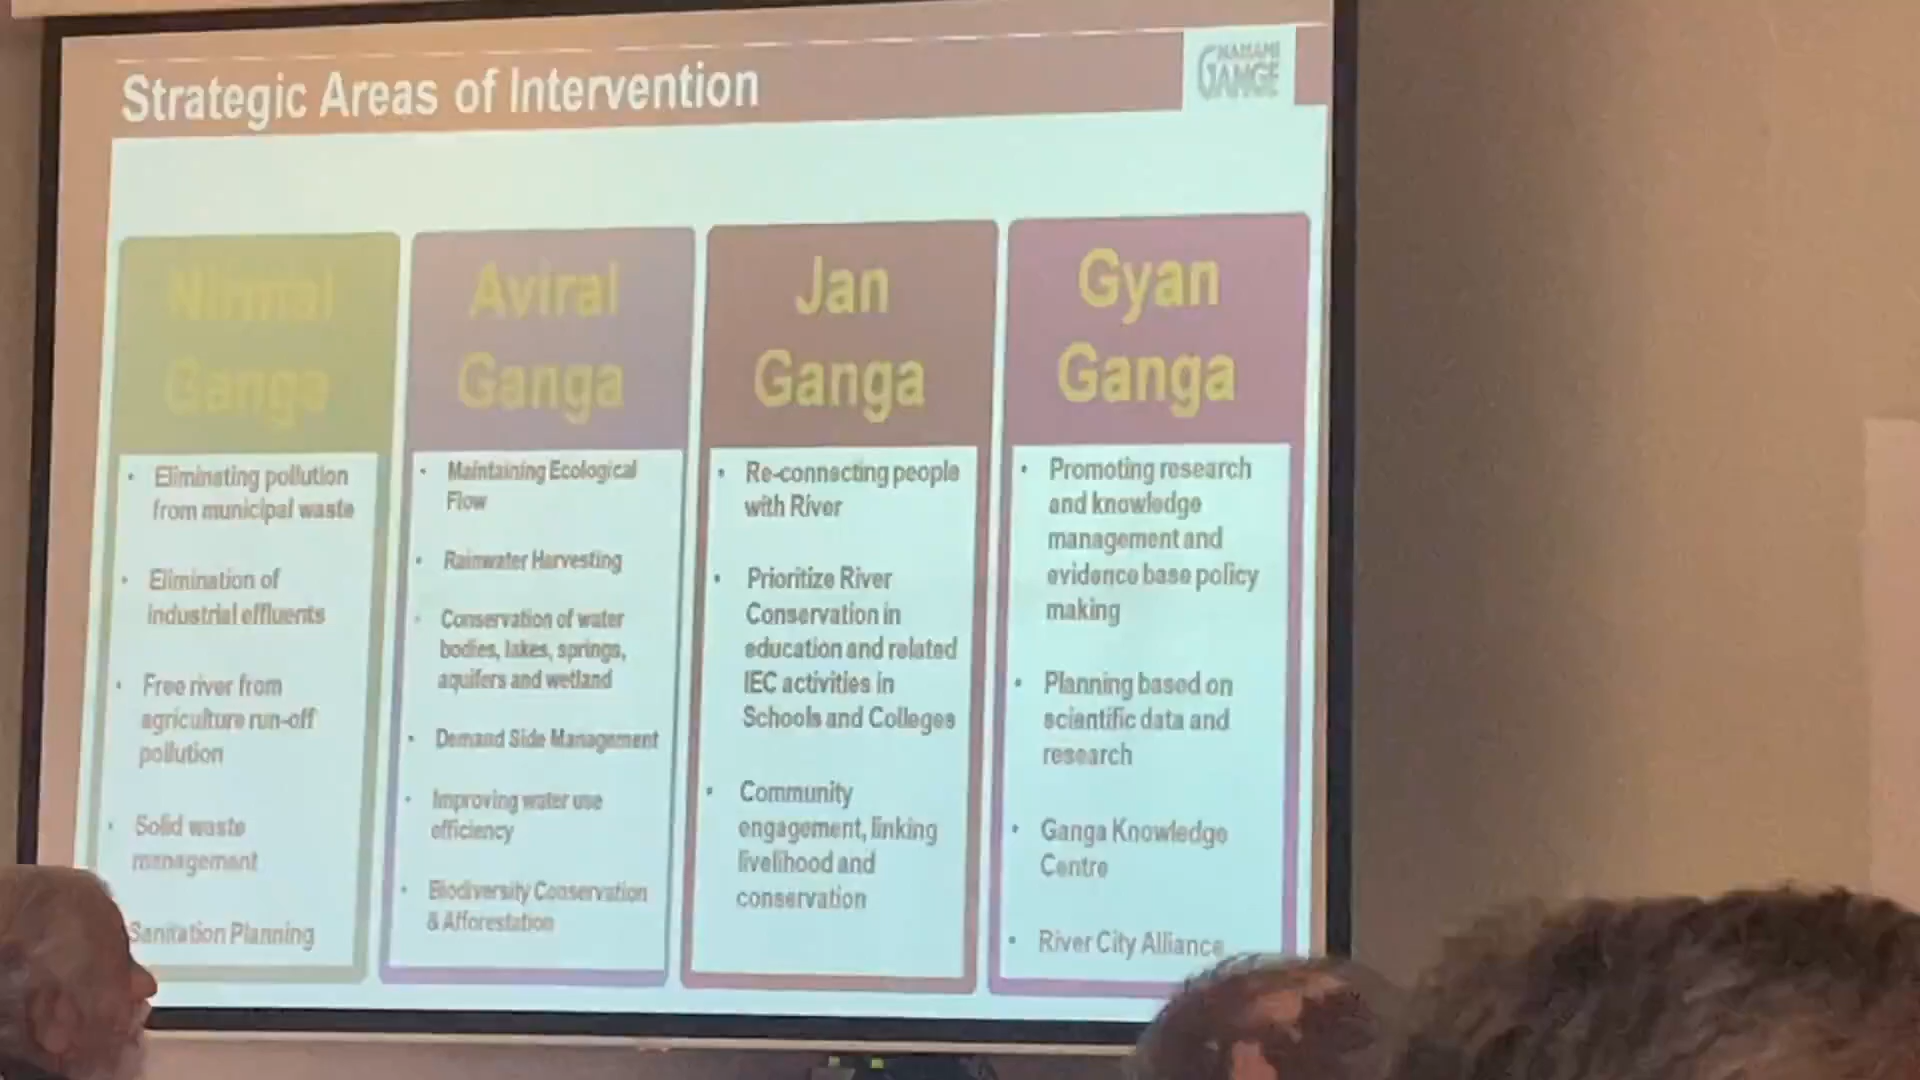 Strategic Areas of Intervention
NAMAMI
GANGE
Nirmal
Ganga
• Eliminating pollution
from municipal waste
• Elimination of
industrial effluents
• Free river from
agriculture run-off
pollution
• Solid waste
management
Sanitation Planning
Aviral
Ganga
• Maintaining Ecological
Flow
• Rainwater Harvesting
• Conservation of water
bodies, lakes, springs,
aquifers and wetland
• Demand Side Management
• Improving water use
efficiency
• Biodiversity Conservation
& Afforestation
Jan
Ganga
• Re-connecting people
with River
• Prioritize River
Conservation in
education and related
IEC activities in
Schools and Colleges
• Community
engagement, linking
livelihood and
conservation
Gyan
Ganga
• Promoting research
and knowledge
management and
evidence base policy
making
• Planning based on
scientific data and
research
• Ganga Knowledge
Centre
• River City Alliance